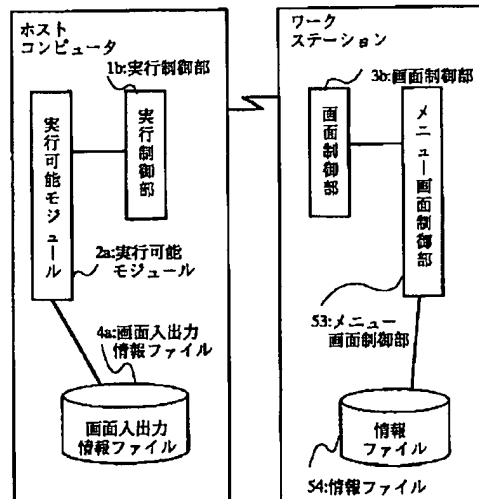 ホスト
コンピュータ
1b:実行制御部
実行可能モジュール
実行制御部
2a:実行可能
モジュール
4a:画面入出力
情報ファイル
画面入出力
情報ファイル
ワーク
ステーション
3b:画面制御部
画面制御部
メニュー画面制御部
53:メニュー
画面制御部
情報
ファイル
54:情報ファイル